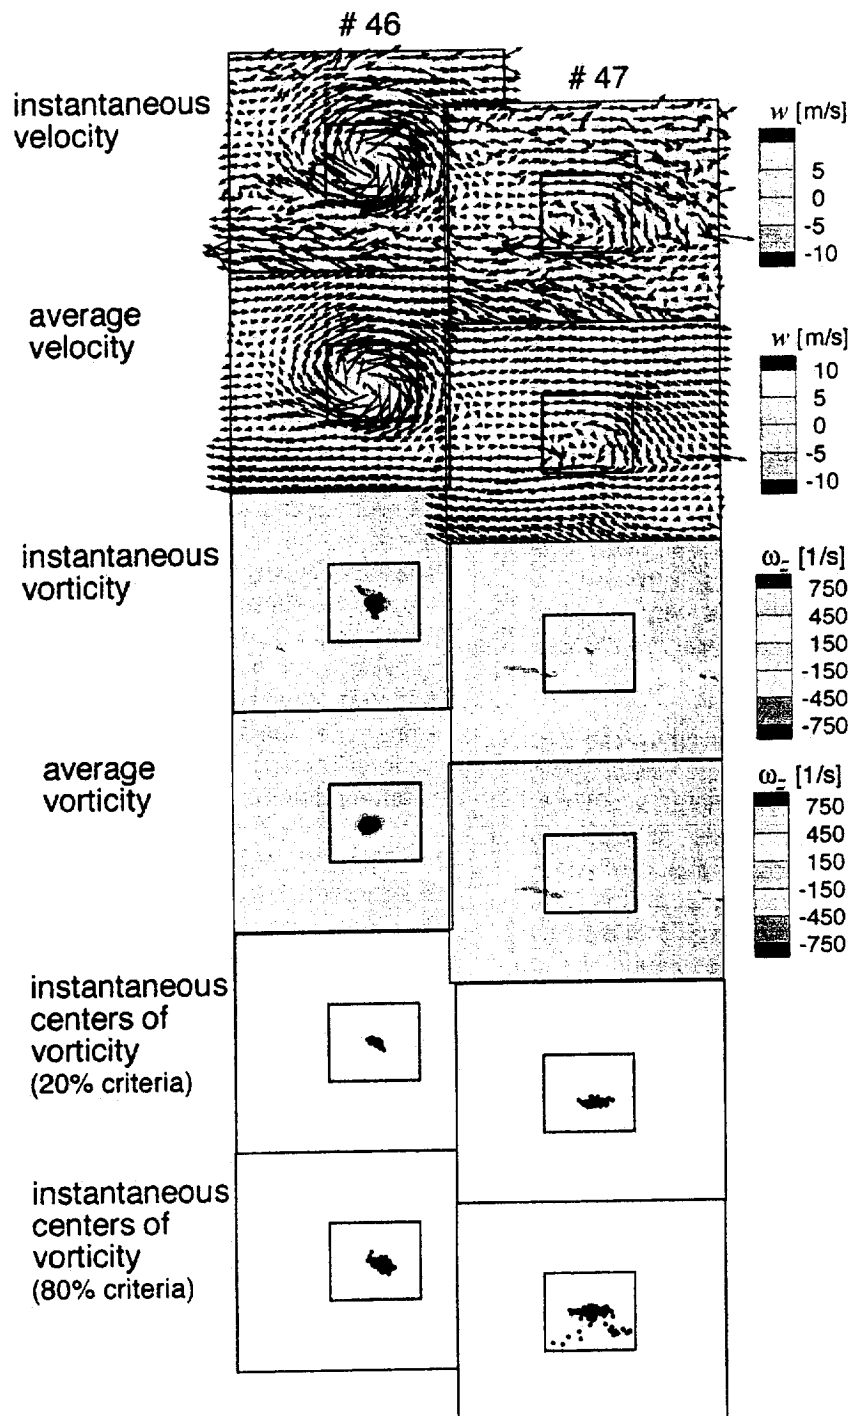 # 46
# 47
instantaneous
velocity
w [m/s]
5
0
-5
-10
average
velocity
w [m/s]
10
5
0
-5
-10
instantaneous
vorticity
ωz [1/s]
750
450
150
-150
-450
-750
average
vorticity
ωz [1/s]
750
450
150
-150
-450
-750
instantaneous
centers of
vorticity
(20% criteria)
instantaneous
centers of
vorticity
(80% criteria)